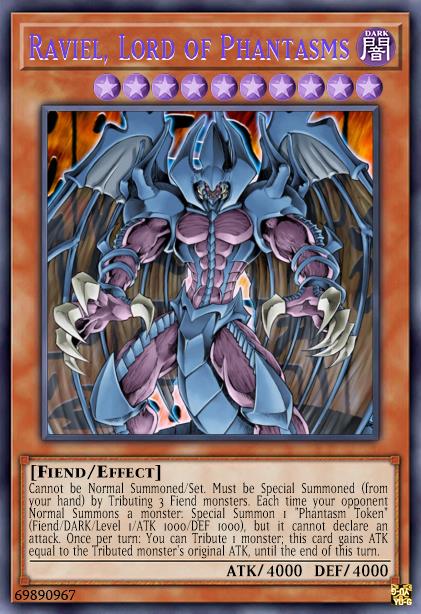 RAVIEL, LORD OF PHANTASMS
DARK
闇
[FIEND/EFFECT]
Cannot be Normal Summoned/Set. Must be Special Summoned (from
your hand) by Tributing 3 Fiend monsters. Each time your opponent
Normal Summons a monster: Special Summon 1 "Phantasm Token"
(Fiend/DARK/Level 1/ATK 1000/DEF 1000), but it cannot declare an
attack. Once per turn: You can Tribute 1 monster; this card gains ATK
equal to the Tributed monster's original ATK, until the end of this turn.
ATK/4000 DEF/4000
69890967